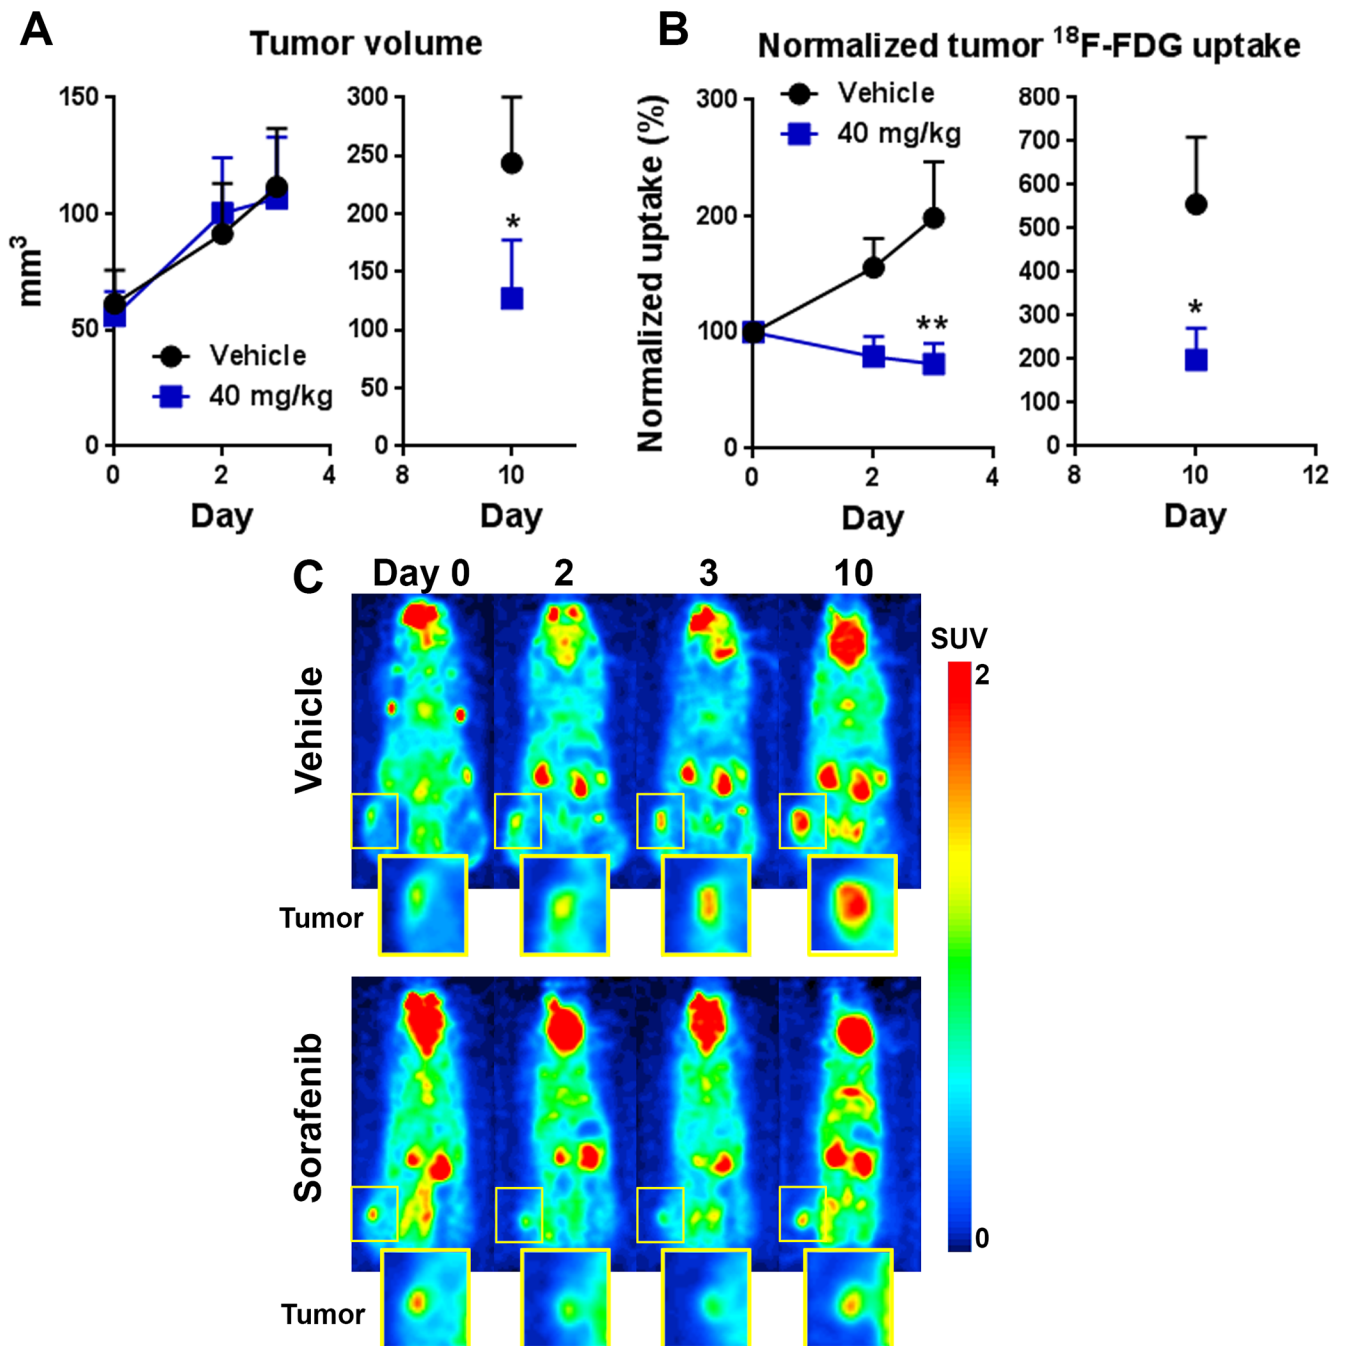 A
Tumor volume
mm³
150
100
50
0
0
2
4
Day
Vehicle
40 mg/kg
300
250
200
150
100
50
0
*
8
10
Day
B
Normalized tumor ¹⁸F-FDG uptake
Normalized uptake (%)
300
200
100
0
Vehicle
40 mg/kg
**
0
2
4
Day
800
700
600
500
400
300
200
100
0
*
8
10
12
Day
C
Day 0
2
3
10
Vehicle
Tumor
SUV
2
0
Sorafenib
Tumor